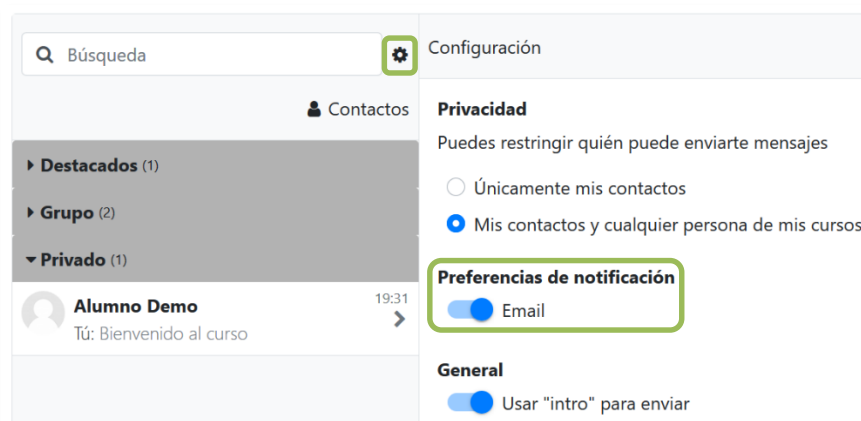 Búsqueda
Contactos
Destacados (1)
Grupo (2)
Privado (1)
Alumno Demo
19:31
Tú: Bienvenido al curso
Configuración
Privacidad
Puedes restringir quién puede enviarte mensajes
Únicamente mis contactos
Mis contactos y cualquier persona de mis cursos
Preferencias de notificación
Email
General
Usar "intro" para enviar